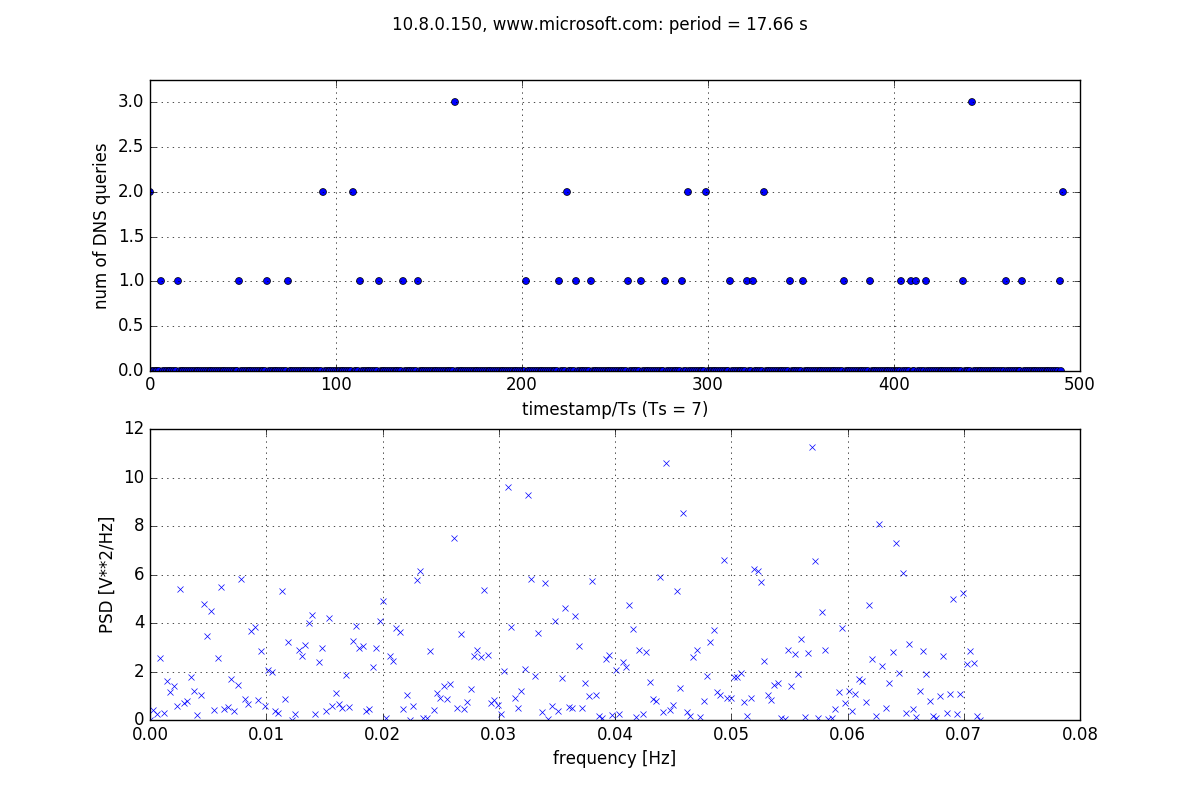 10.8.0.150, www.microsoft.com: period = 17.66 s
num of DNS queries
3.0
2.5
2.0
1.5
1.0
0.5
0.0
0 100 200 300 400 500
timestamp/Ts (Ts = 7)
PSD [V**2/Hz]
12
10
8
6
4
2
0
0.00 0.01 0.02 0.03 0.04 0.05 0.06 0.07 0.08
frequency [Hz]